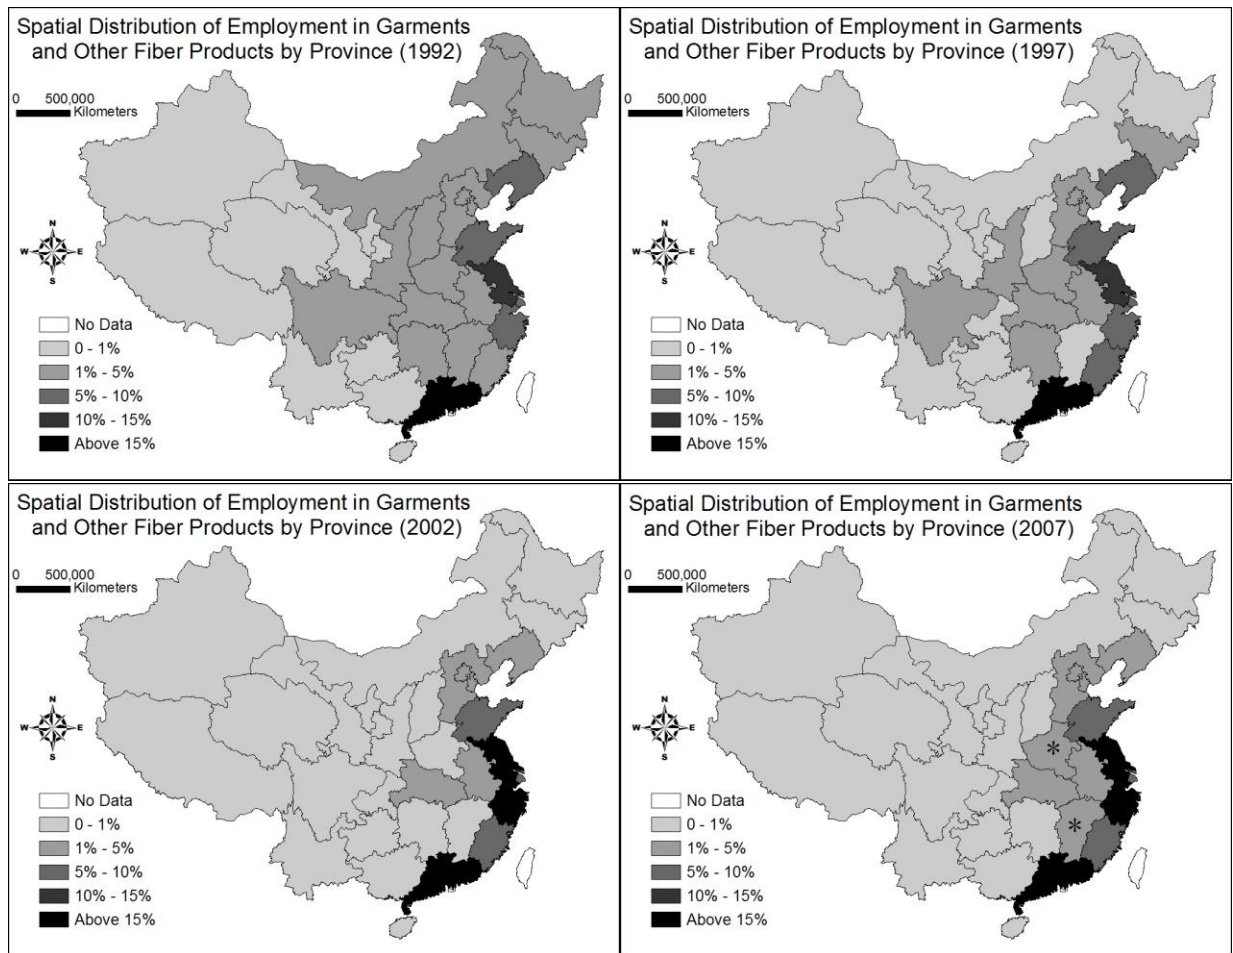 Spatial Distribution of Employment in Garments
and Other Fiber Products by Province (1992)
0 500,000
Kilometers
N
W E
S
No Data
0 - 1%
1% - 5%
5% - 10%
10% - 15%
Above 15%
Spatial Distribution of Employment in Garments
and Other Fiber Products by Province (1997)
0 500,000
Kilometers
N
W E
S
No Data
0 - 1%
1% - 5%
5% - 10%
10% - 15%
Above 15%
Spatial Distribution of Employment in Garments
and Other Fiber Products by Province (2002)
0 500,000
Kilometers
N
W E
S
No Data
0 - 1%
1% - 5%
5% - 10%
10% - 15%
Above 15%
Spatial Distribution of Employment in Garments
and Other Fiber Products by Province (2007)
0 500,000
Kilometers
N
W E
S
*
*
No Data
0 - 1%
1% - 5%
5% - 10%
10% - 15%
Above 15%